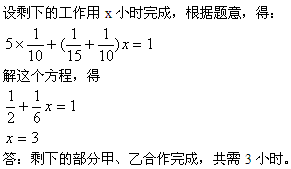 设剩下的工作用 x 小时完成，根据题意，得：
5×1/10+(1/15+1/10)x=1
解这个方程，得
1/2+1/6x=1
x=3
答：剩下的部分甲、乙合作完成，共需 3 小时。